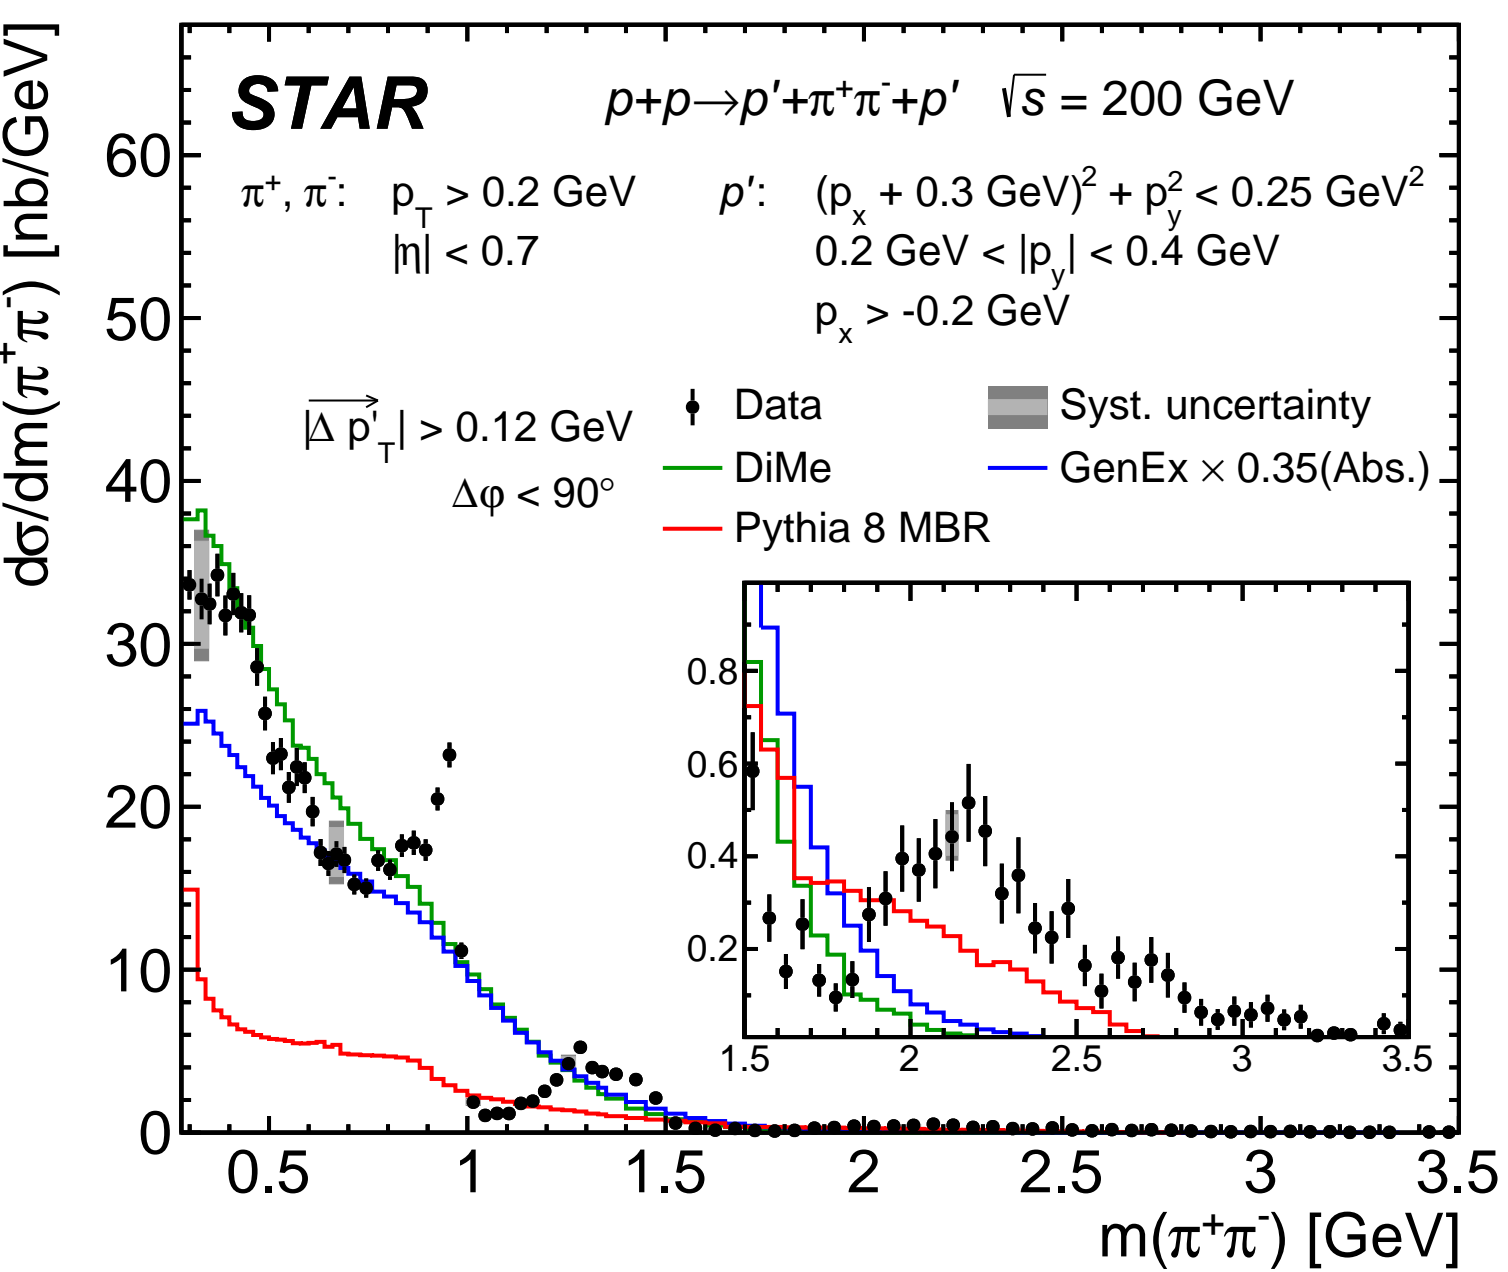 STAR p+p→p′+π⁺π⁻+p′ √s = 200 GeV
π⁺, π⁻: p_T > 0.2 GeV p′: (p_x + 0.3 GeV)² + p_y² < 0.25 GeV²
|η| < 0.7 0.2 GeV < |p_y| < 0.4 GeV
p_x > -0.2 GeV
|Δ p'_T| > 0.12 GeV
Δφ < 90°
Data Syst. uncertainty
DiMe GenEx × 0.35(Abs.)
Pythia 8 MBR
dσ/dm(π⁺π⁻) [nb/GeV]
60
50
40
30
20
10
0
0.5 1 1.5 2 2.5 3 3.5
m(π⁺π⁻) [GeV]
0.8
0.6
0.4
0.2
1.5 2 2.5 3 3.5